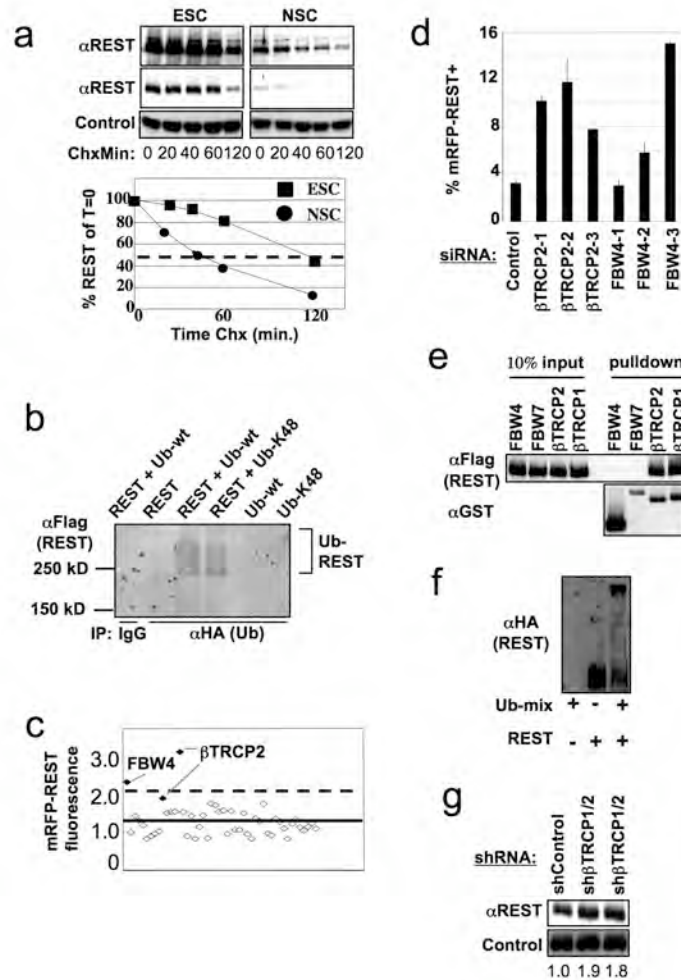 a
ESC NSC
αREST
αREST
Control
ChxMin: 0 20 40 60 120 0 20 40 60 120
% REST of T=0
100
80
60
40
20
0
ESC
NSC
0 60 120
Time Chx (min.)
b
REST + Ub-wt
REST
REST + Ub-wt
REST + Ub-K48
Ub-wt
Ub-K48
αFlag
(REST)
250 kD
150 kD
Ub-
REST
IP: IgG αHA (Ub)
c
mRFP-REST
fluorescence
3.0
2.0
1.0
0
FBW4
βTRCP2
d
% mRFP-REST+
16
12
8
4
0
siRNA:
Control
βTRCP2-1
βTRCP2-2
βTRCP2-3
FBW4-1
FBW4-2
FBW4-3
e
10% input pulldown
FBW4
FBW7
βTRCP2
βTRCP1
FBW4
FBW7
βTRCP2
βTRCP1
αFlag
(REST)
αGST
f
αHA
(REST)
Ub-mix + - +
REST - + +
g
shRNA:
shControl
shβTRCP1/2
shβTRCP1/2
αREST
Control
1.0 1.9 1.8